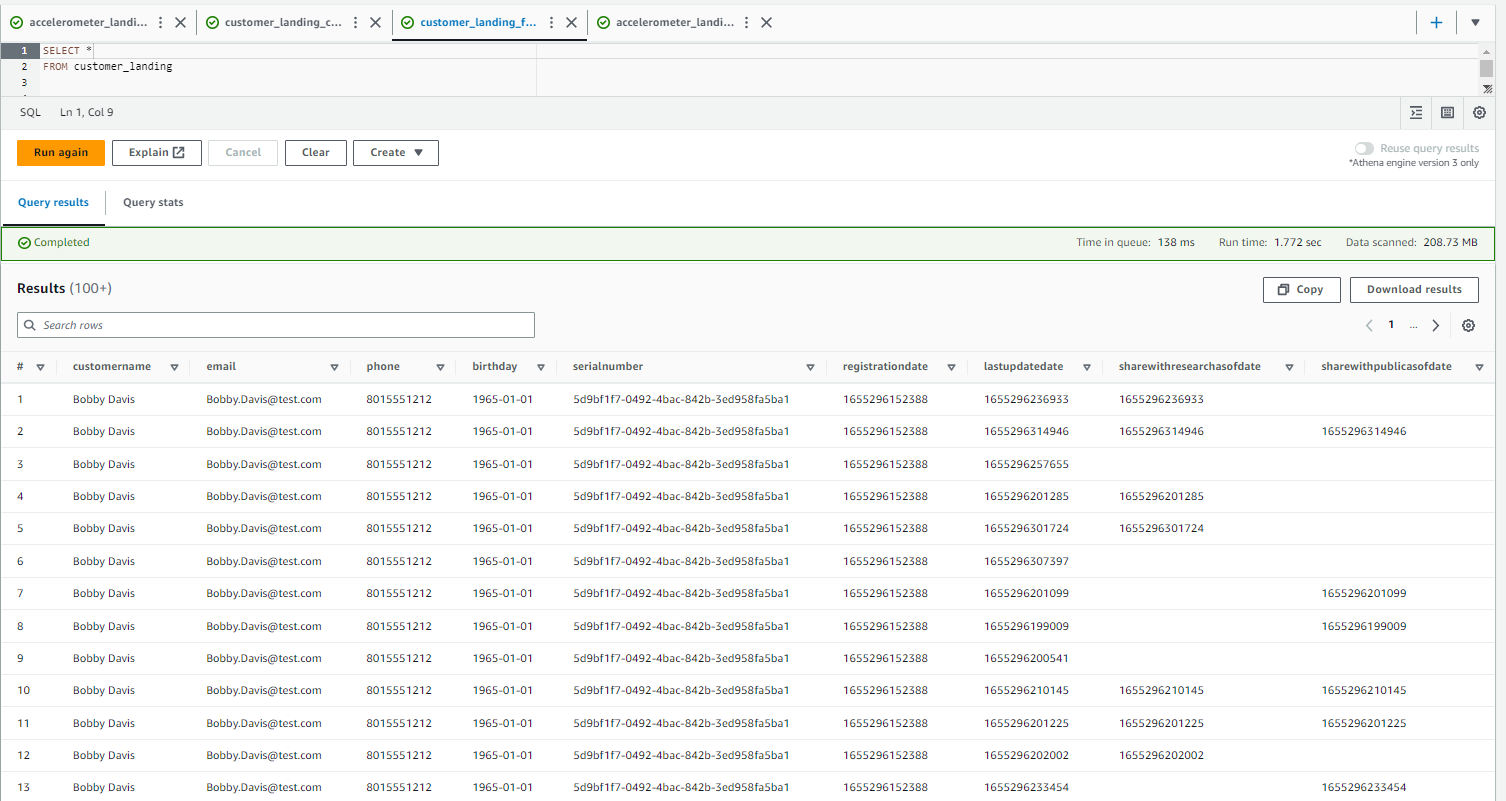 accelerometer_landi... customer_landing_c... customer_landing_f... accelerometer_landi...
1 SELECT *
2 FROM customer_landing
3
SQL Ln 1, Col 9
Run again Explain Cancel Clear Create Reuse query results
*Athena engine version 3 only
Query results Query stats
Completed Time in queue: 138 ms Run time: 1.772 sec Data scanned: 208.73 MB
Results (100+) Copy Download results
Search rows 1 ...
# customername email phone birthday serialnumber registrationdate lastupdatedate sharewithresearchasofdate sharewithpublicasofdate
1 Bobby Davis Bobby.Davis@test.com 8015551212 1965-01-01 5d9bf1f7-0492-4bac-842b-3ed958fa5ba1 1655296152388 1655296236933 1655296236933
2 Bobby Davis Bobby.Davis@test.com 8015551212 1965-01-01 5d9bf1f7-0492-4bac-842b-3ed958fa5ba1 1655296152388 1655296314946 1655296314946 1655296314946
3 Bobby Davis Bobby.Davis@test.com 8015551212 1965-01-01 5d9bf1f7-0492-4bac-842b-3ed958fa5ba1 1655296152388 1655296257655
4 Bobby Davis Bobby.Davis@test.com 8015551212 1965-01-01 5d9bf1f7-0492-4bac-842b-3ed958fa5ba1 1655296152388 1655296201285 1655296201285
5 Bobby Davis Bobby.Davis@test.com 8015551212 1965-01-01 5d9bf1f7-0492-4bac-842b-3ed958fa5ba1 1655296152388 1655296301724 1655296301724
6 Bobby Davis Bobby.Davis@test.com 8015551212 1965-01-01 5d9bf1f7-0492-4bac-842b-3ed958fa5ba1 1655296152388 1655296307397
7 Bobby Davis Bobby.Davis@test.com 8015551212 1965-01-01 5d9bf1f7-0492-4bac-842b-3ed958fa5ba1 1655296152388 1655296201099 1655296201099
8 Bobby Davis Bobby.Davis@test.com 8015551212 1965-01-01 5d9bf1f7-0492-4bac-842b-3ed958fa5ba1 1655296152388 1655296199009 1655296199009
9 Bobby Davis Bobby.Davis@test.com 8015551212 1965-01-01 5d9bf1f7-0492-4bac-842b-3ed958fa5ba1 1655296152388 1655296200541
10 Bobby Davis Bobby.Davis@test.com 8015551212 1965-01-01 5d9bf1f7-0492-4bac-842b-3ed958fa5ba1 1655296152388 1655296210145 1655296210145 1655296210145
11 Bobby Davis Bobby.Davis@test.com 8015551212 1965-01-01 5d9bf1f7-0492-4bac-842b-3ed958fa5ba1 1655296152388 1655296201225 1655296201225 1655296201225
12 Bobby Davis Bobby.Davis@test.com 8015551212 1965-01-01 5d9bf1f7-0492-4bac-842b-3ed958fa5ba1 1655296152388 1655296202002 1655296202002
13 Bobby Davis Bobby.Davis@test.com 8015551212 1965-01-01 5d9bf1f7-0492-4bac-842b-3ed958fa5ba1 1655296152388 1655296233454 1655296233454